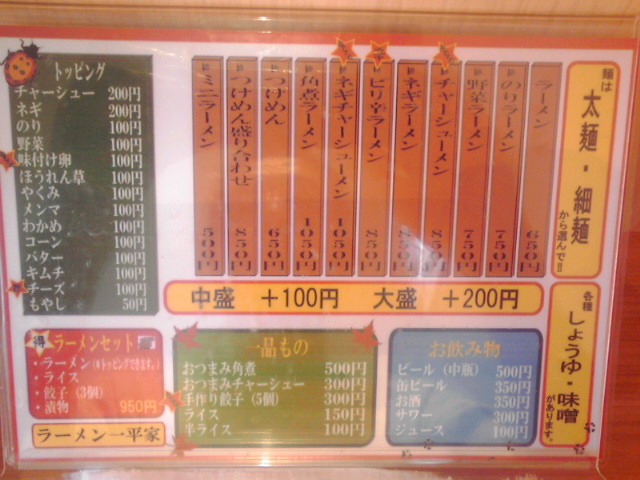 麺は
太麺・細麺
から選んで!!
各種
しょうゆ・味噌
があります。
ラーメン 650円
のりラーメン 750円
野菜ラーメン 750円
チャーシューメン 850円
ネギラーメン 850円
ピリ辛ラーメン 850円
ネギチャーシューメン 1050円
角煮ラーメン 1050円
つけめん 650円
つけめん盛り合わせ 850円
ミニラーメン 500円
中盛 +100円 大盛 +200円
トッピング
チャーシュー 200円
ネギ 200円
のり 100円
野菜 100円
味付け卵 100円
ほうれん草 100円
やくみ 100円
メンマ 100円
わかめ 100円
コーン 100円
バター 100円
キムチ 100円
チーズ 100円
もやし 50円
得 ラーメンセット
・ラーメン(※トッピングできます。)
・ライス
・餃子(3個)
・漬物 950円
ラーメン一平家
一品もの
おつまみ角煮 500円
おつまみチャーシュー 300円
手作り餃子(5個) 300円
ライス 150円
半ライス 100円
お飲み物
ビール(中瓶) 500円
缶ビール 350円
お酒 350円
サワー 300円
ジュース 100円